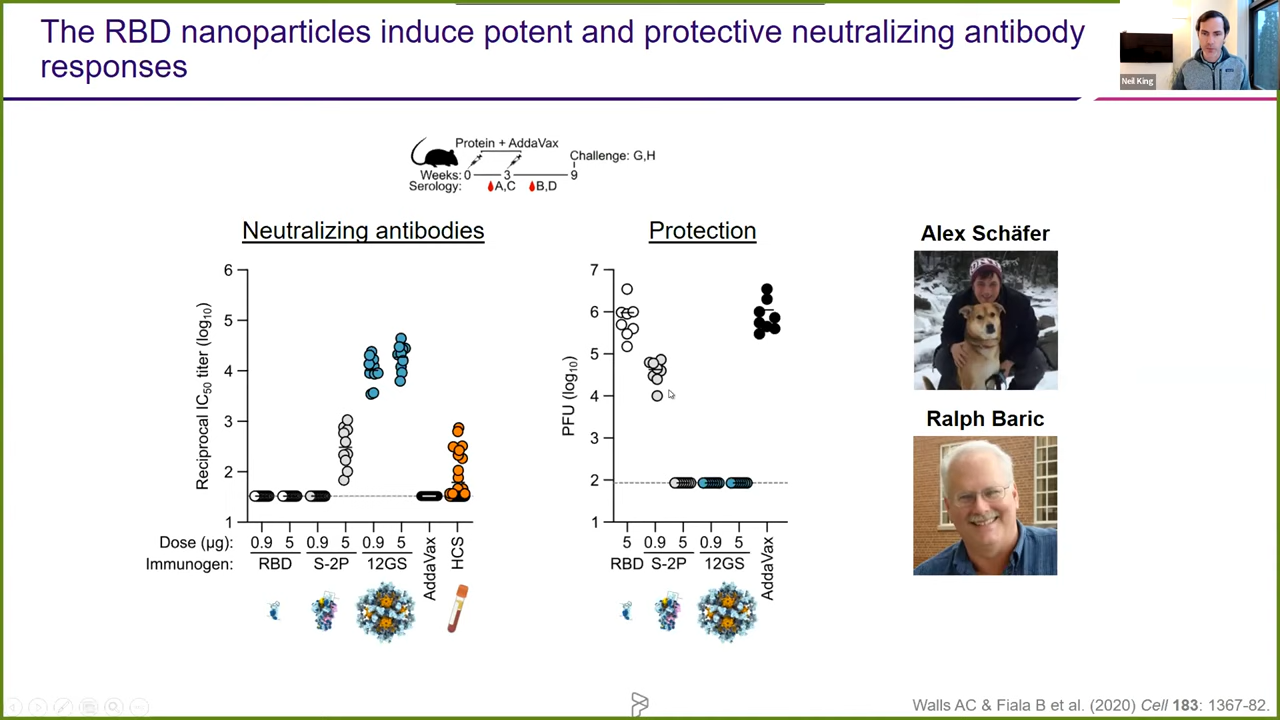 The RBD nanoparticles induce potent and protective neutralizing antibody
responses
Neil King
Protein + AddaVax
Challenge: G,H
Weeks: 0 3 9
Serology: A,C B,D
Neutralizing antibodies
Reciprocal IC50 titer (log10)
6
5
4
3
2
1
Dose (µg): 0.9 5 0.9 5 0.9 5
Immunogen: RBD S-2P 12GS
AddaVax
HCS
Protection
PFU (log10)
7
6
5
4
3
2
1
5 0.9 5 0.9 5
RBD S-2P 12GS
AddaVax
Alex Schäfer
Ralph Baric
Walls AC & Fiala B et al. (2020) Cell 183: 1367-82.